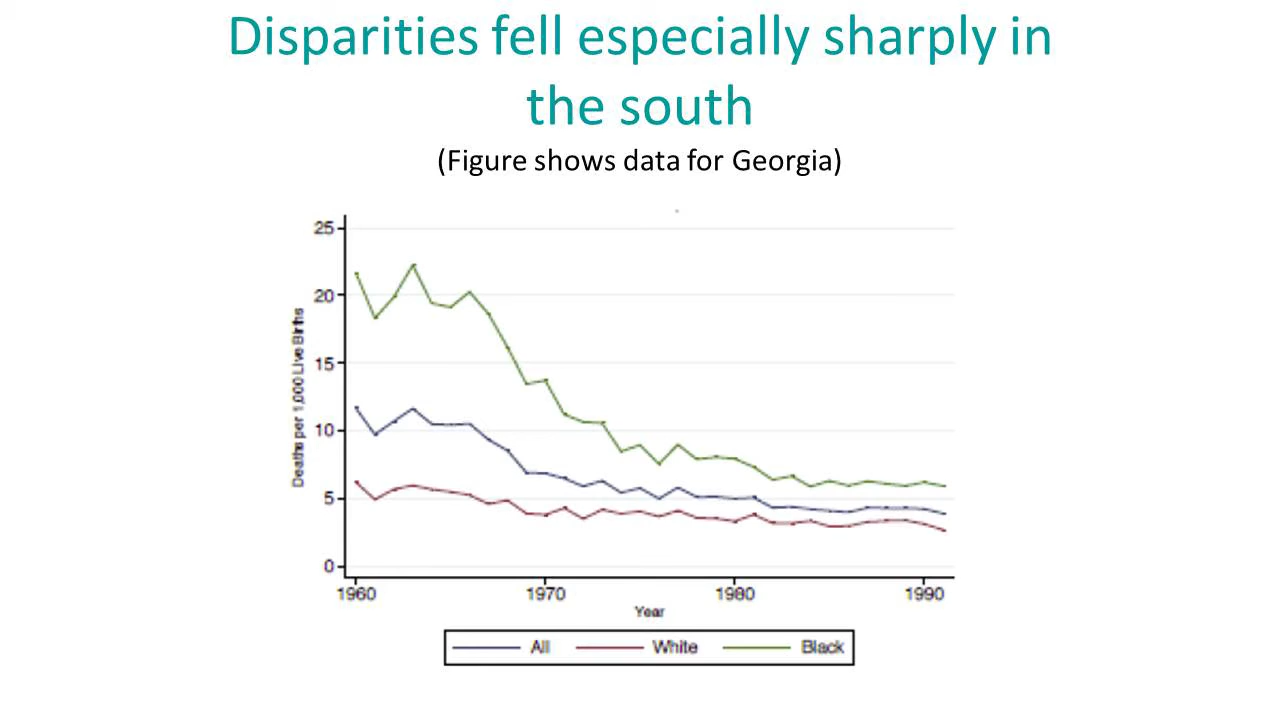 Disparities fell especially sharply in
the south
(Figure shows data for Georgia)
25
20
15
10
5
0
Deaths per 1,000 Live Births
1960 1970 1980 1990
Year
All White Black